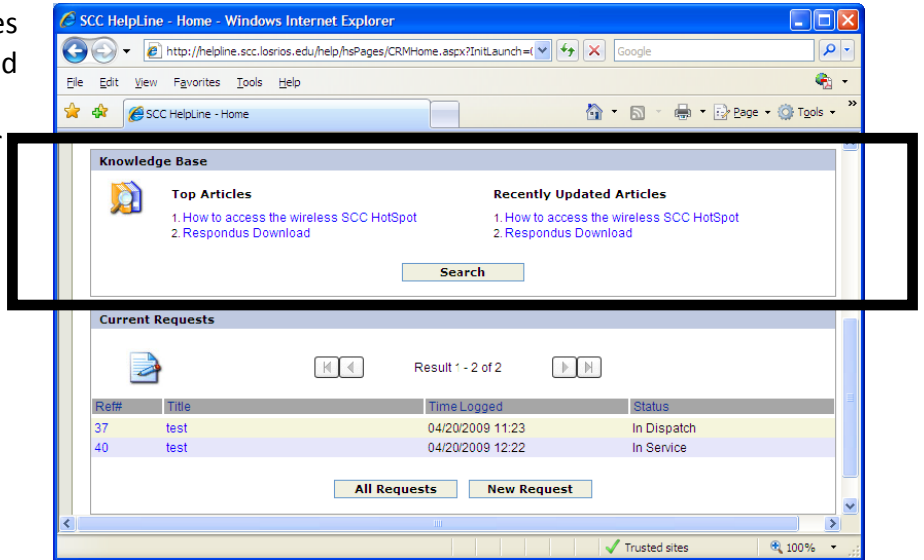 es
d
SCC HelpLine - Home - Windows Internet Explorer
http://helpline.scc.losrios.edu/help/hsPages/CRMHome.aspx?InitLaunch=( Google
File Edit View Favorites Tools Help
SCC HelpLine - Home Page Tools »
Knowledge Base
Top Articles Recently Updated Articles
1. How to access the wireless SCC HotSpot 1. How to access the wireless SCC HotSpot
2. Respondus Download 2. Respondus Download
Search
Current Requests
Result 1 - 2 of 2
Ref# Title Time Logged Status
37 test 04/20/2009 11:23 In Dispatch
40 test 04/20/2009 12:22 In Service
All Requests New Request
Trusted sites 100%